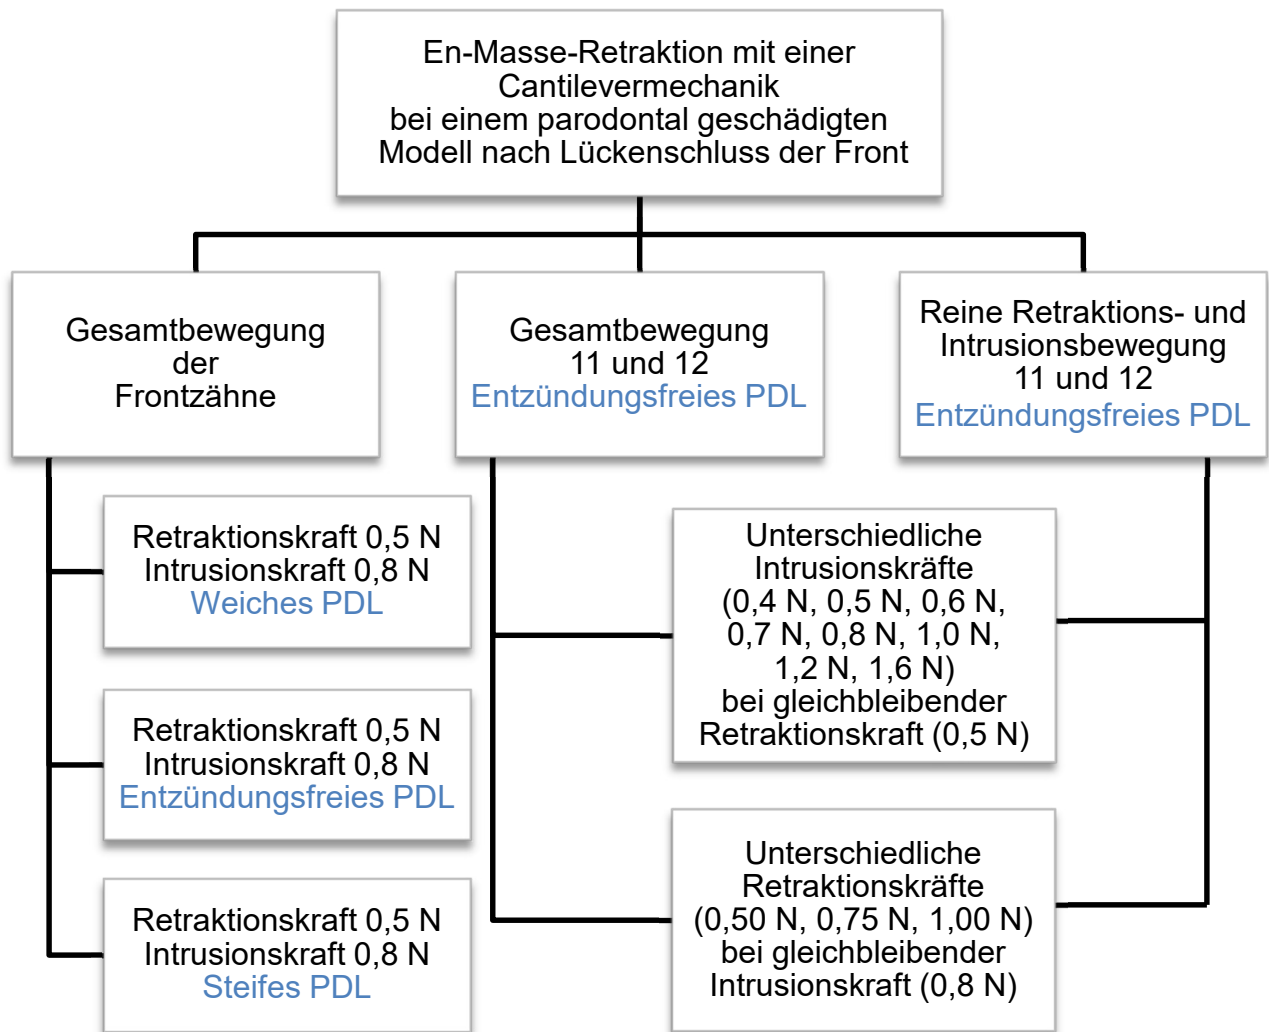 En-Masse-Retraktion mit einer
Cantilevermechanik
bei einem parodontal geschädigten
Modell nach Lückenschluss der Front
Gesamtbewegung
der
Frontzähne
Gesamtbewegung
11 und 12
Entzündungsfreies PDL
Reine Retraktions- und
Intrusionsbewegung
11 und 12
Entzündungsfreies PDL
Retraktionskraft 0,5 N
Intrusionskraft 0,8 N
Weiches PDL
Retraktionskraft 0,5 N
Intrusionskraft 0,8 N
Entzündungsfreies PDL
Retraktionskraft 0,5 N
Intrusionskraft 0,8 N
Steifes PDL
Unterschiedliche
Intrusionskräfte
(0,4 N, 0,5 N, 0,6 N,
0,7 N, 0,8 N, 1,0 N,
1,2 N, 1,6 N)
bei gleichbleibender
Retraktionskraft (0,5 N)
Unterschiedliche
Retraktionskräfte
(0,50 N, 0,75 N, 1,00 N)
bei gleichbleibender
Intrusionskraft (0,8 N)